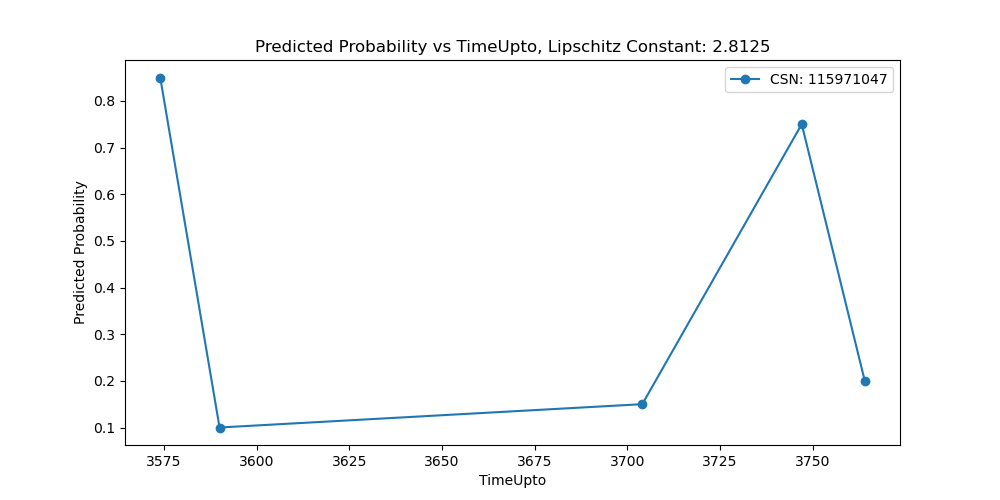 Predicted Probability vs TimeUpto, Lipschitz Constant: 2.8125
CSN: 115971047
Predicted Probability
0.8
0.7
0.6
0.5
0.4
0.3
0.2
0.1
3575 3600 3625 3650 3675 3700 3725 3750
TimeUpto